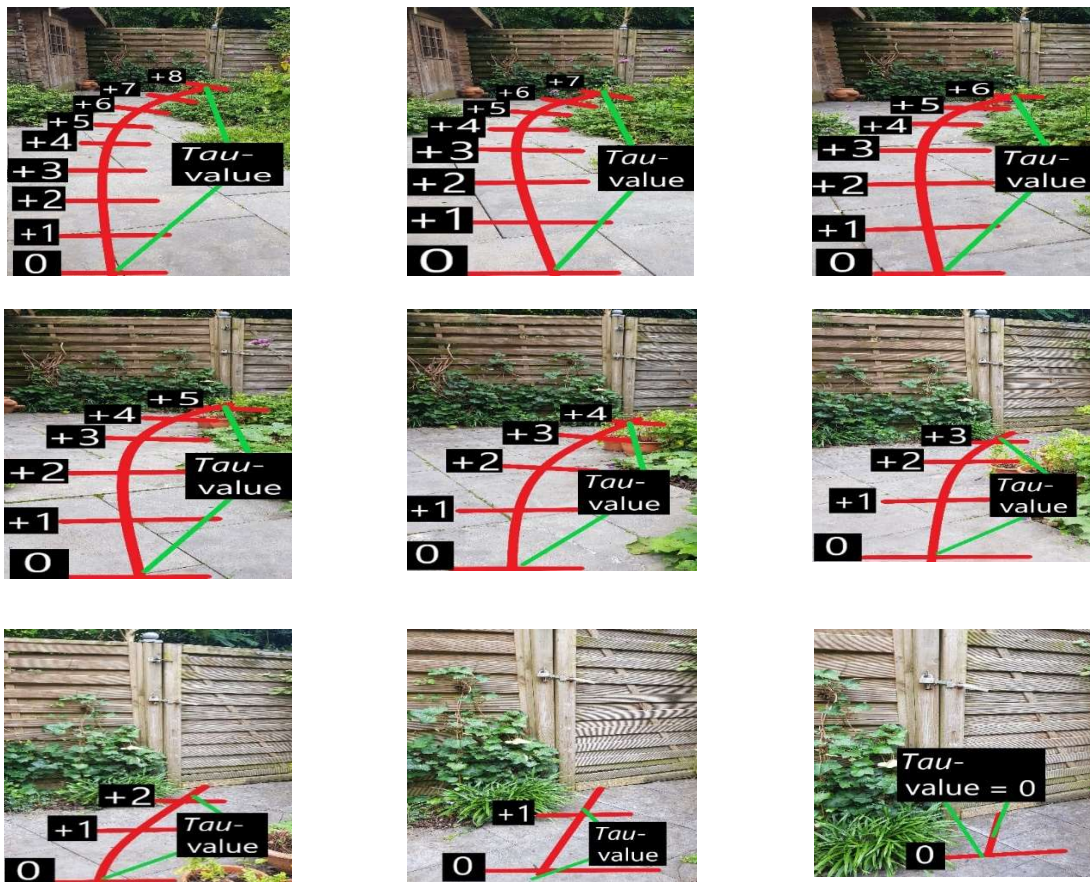 +8
+7
+6
+5
+4
+3
+2
+1
0
Tau-
value
+7
+6
+5
+4
+3
+2
+1
0
Tau-
value
+6
+5
+4
+3
+2
+1
0
Tau-
value
+5
+4
+3
+2
+1
0
Tau-
value
+4
+3
+2
+1
0
Tau-
value
+3
+2
+1
0
Tau-
value
+2
+1
0
Tau-
value
+1
0
Tau-
value
Tau-
value = 0
0